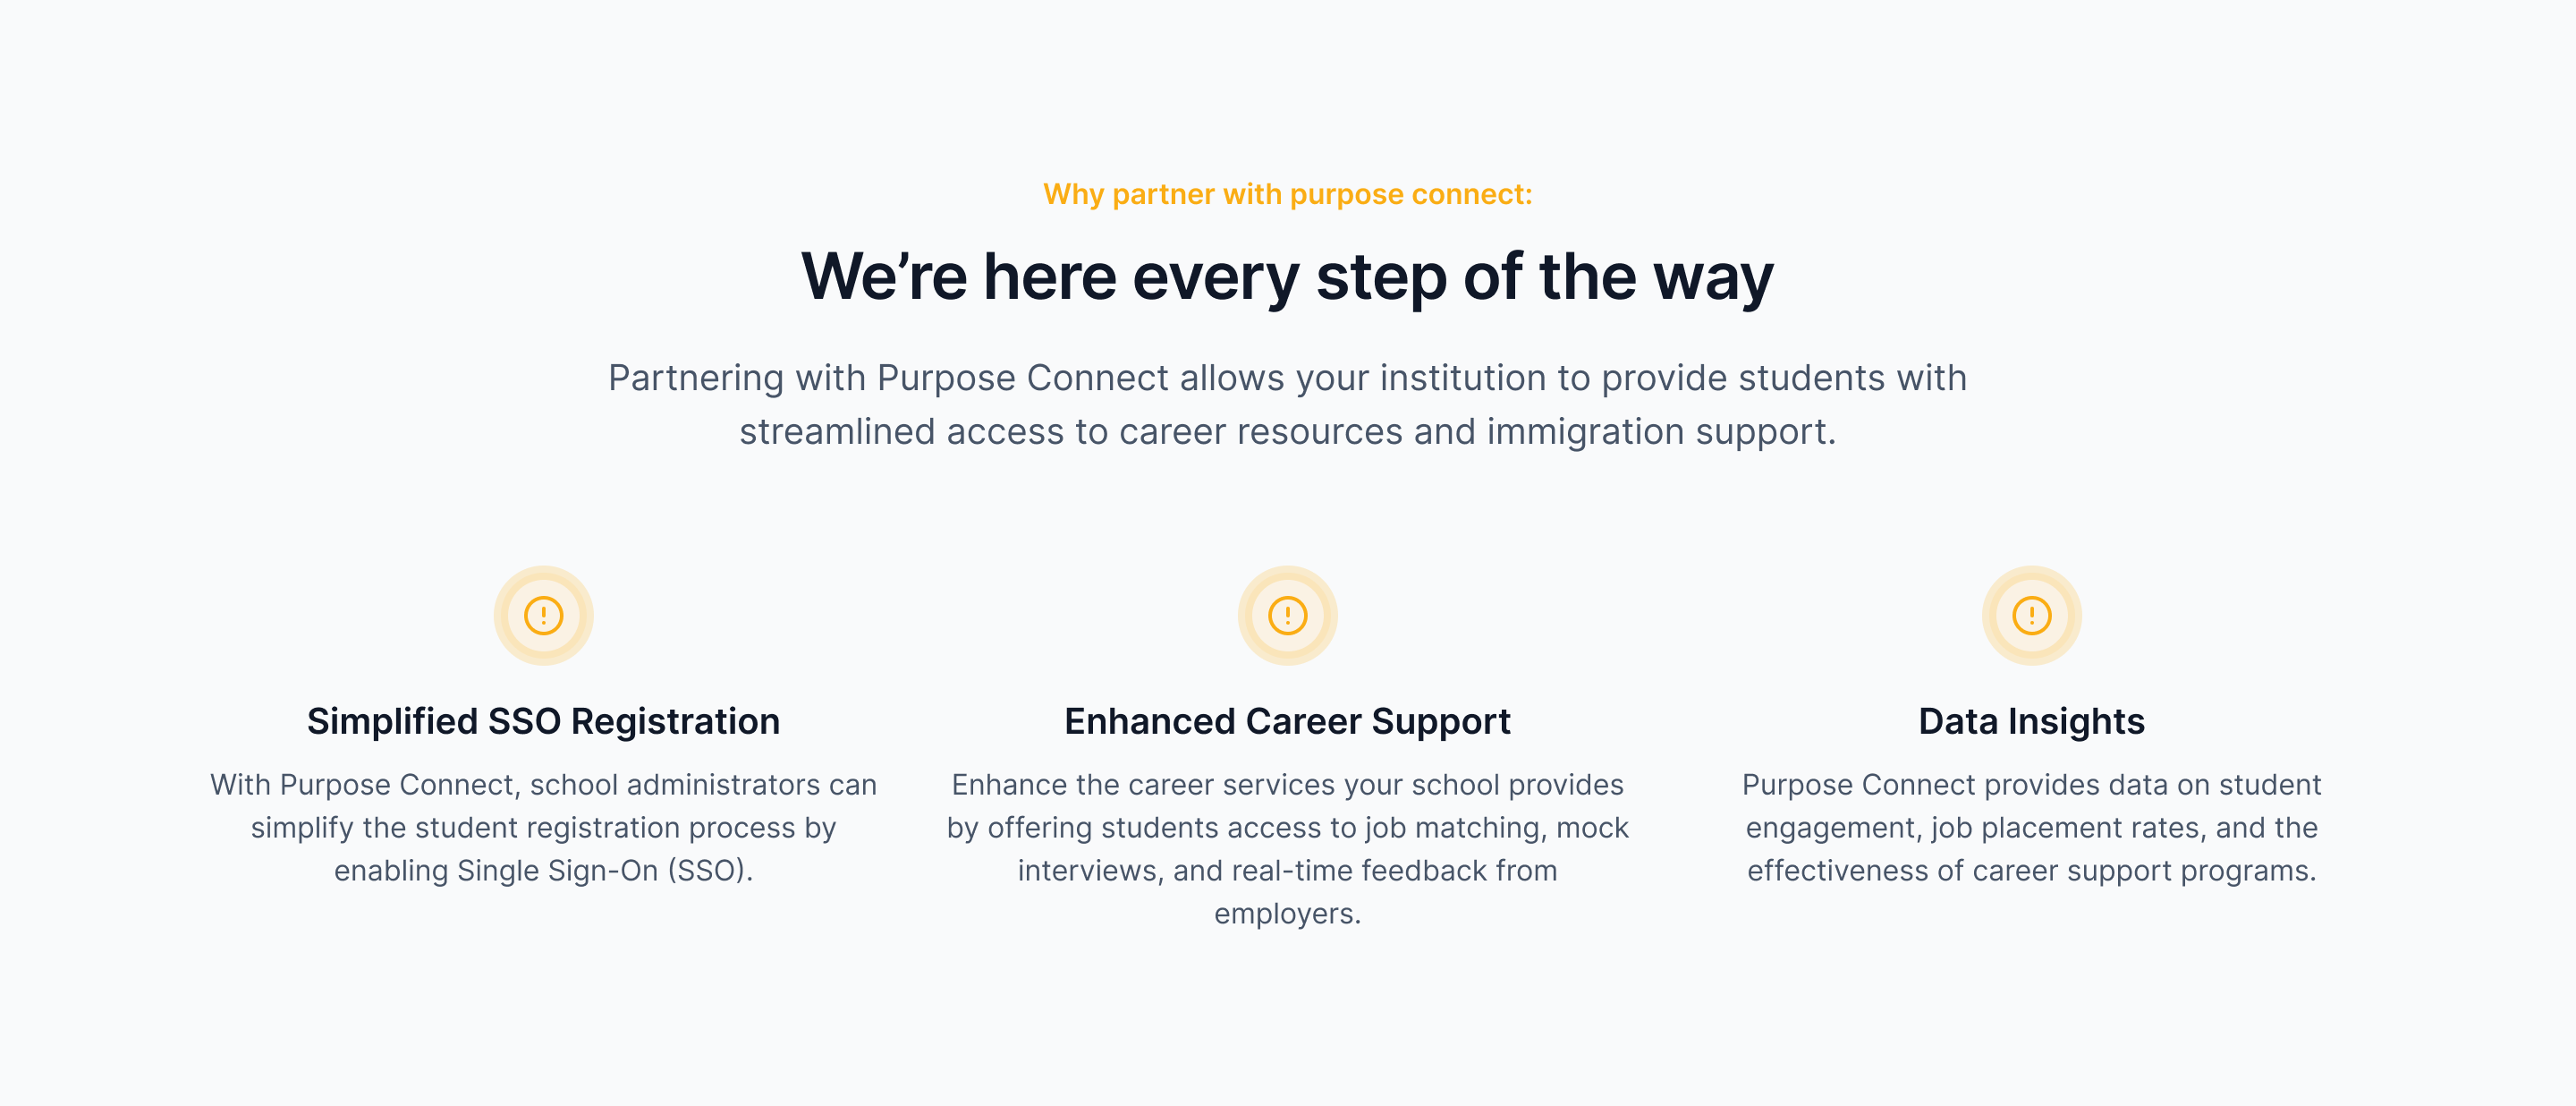 Why partner with purpose connect:
We’re here every step of the way
Partnering with Purpose Connect allows your institution to provide students with
streamlined access to career resources and immigration support.
Simplified SSO Registration
With Purpose Connect, school administrators can
simplify the student registration process by
enabling Single Sign-On (SSO).
Enhanced Career Support
Enhance the career services your school provides
by offering students access to job matching, mock
interviews, and real-time feedback from
employers.
Data Insights
Purpose Connect provides data on student
engagement, job placement rates, and the
effectiveness of career support programs.